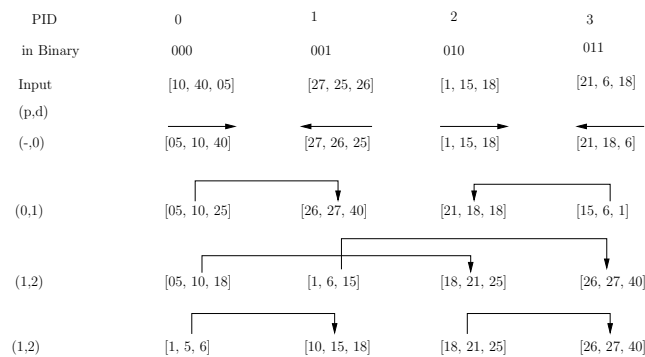 PID 0 1 2 3
in Binary 000 001 010 011
Input [10, 40, 05] [27, 25, 26] [1, 15, 18] [21, 6, 18]
(p,d)
(-,0) [05, 10, 40] [27, 26, 25] [1, 15, 18] [21, 18, 6]
(0,1) [05, 10, 25] [26, 27, 40] [21, 18, 18] [15, 6, 1]
(1,2) [05, 10, 18] [1, 6, 15] [18, 21, 25] [26, 27, 40]
(1,2) [1, 5, 6] [10, 15, 18] [18, 21, 25] [26, 27, 40]